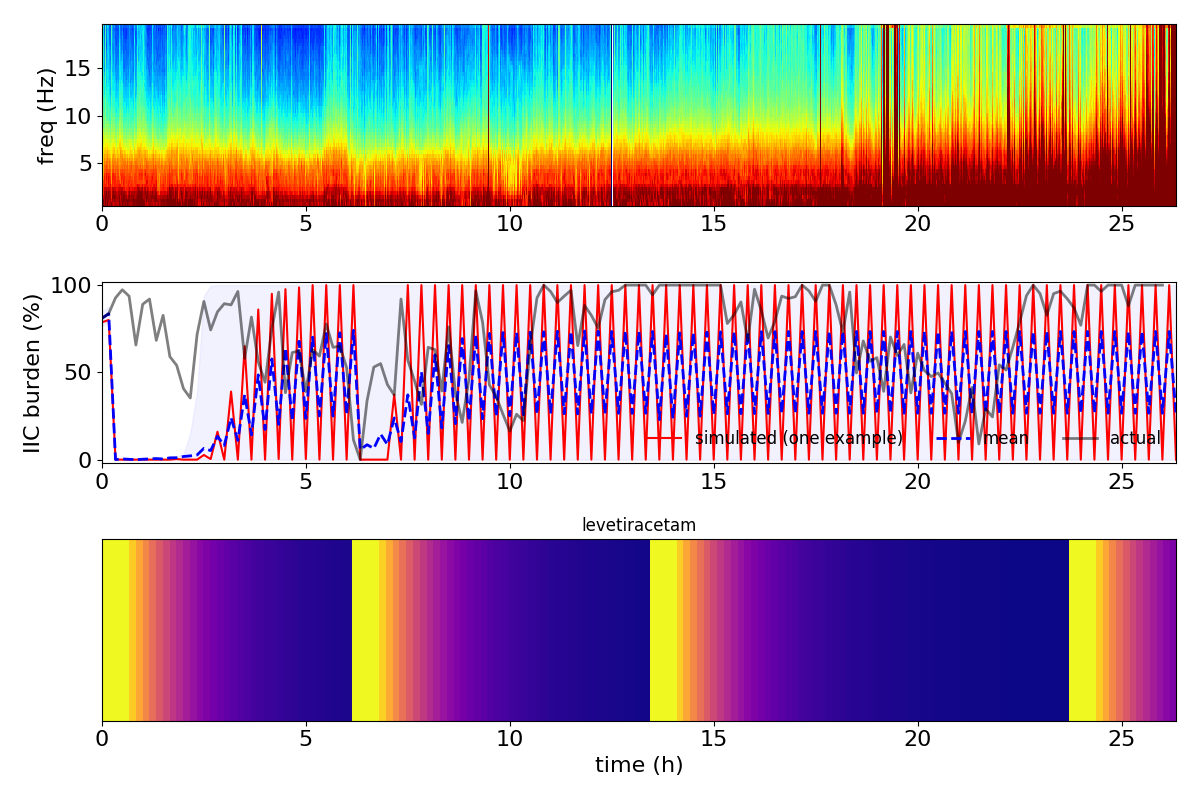 freq (Hz)
15
10
5
0 5 10 15 20 25
IIC burden (%)
100
50
0
simulated (one example) mean actual
0 5 10 15 20 25
levetiracetam
0 5 10 15 20 25
time (h)